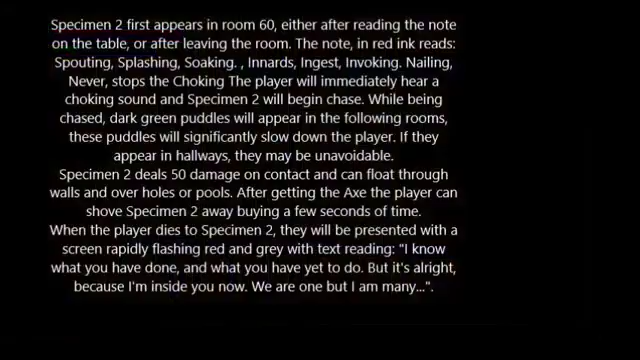 Specimen 2 first appears in room 60, either after reading the note
on the table, or after leaving the room. The note, in red ink reads:
Spouting, Splashing, Soaking. , Innards, Ingest, Invoking. Nailing,
Never, stops the Choking The player will immediately hear a
choking sound and Specimen 2 will begin chase. While being
chased, dark green puddles will appear in the following rooms,
these puddles will significantly slow down the player. If they
appear in hallways, they may be unavoidable.
Specimen 2 deals 50 damage on contact and can float through
walls and over holes or pools. After getting the Axe the player can
shove Specimen 2 away buying a few seconds of time.
When the player dies to Specimen 2, they will be presented with a
screen rapidly flashing red and grey with text reading: "I know
what you have done, and what you have yet to do. But it's alright,
because I'm inside you now. We are one but I am many...".